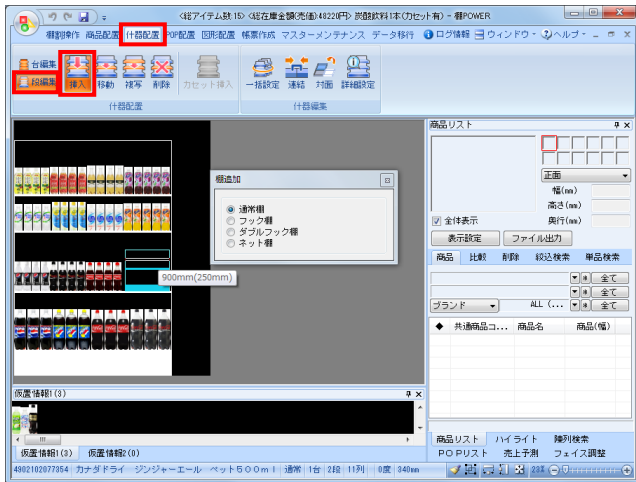 <総アイテム数:15> <総在庫金額(売価):48220円> 炭酸飲料1本(カセット有) - 棚POWER
棚割操作 商品配置 什器配置 POP配置 図形配置 帳票作成 マスターメンテナンス データ移行 ログ情報 ウィンドウ ヘルプ
台編集
段編集
挿入 移動 複写 削除 カセット挿入 一括設定 連結 対面 詳細設定
什器配置 什器編集
棚追加
通常棚
フック棚
ダブルフック棚
ネット棚
900mm(250mm)
商品リスト
正面
幅(mm)
高さ(mm)
全体表示 奥行(mm)
表示設定 ファイル出力
商品 比較 削除 絞込検索 単品検索
* 全て
* 全て
ブランド ALL (... * 全て
◆ 共通商品コ... 商品名 商品(幅)
仮置情報1(3)
仮置情報1(3) 仮置情報2(0)
商品リスト ハイライト 陳列検索
POPリスト 売上予測 フェイス調整
4902102077354 カナダドライ ジンジャーエール ペット500ml 通常 1台 2段 11列 0度 340mm 23%